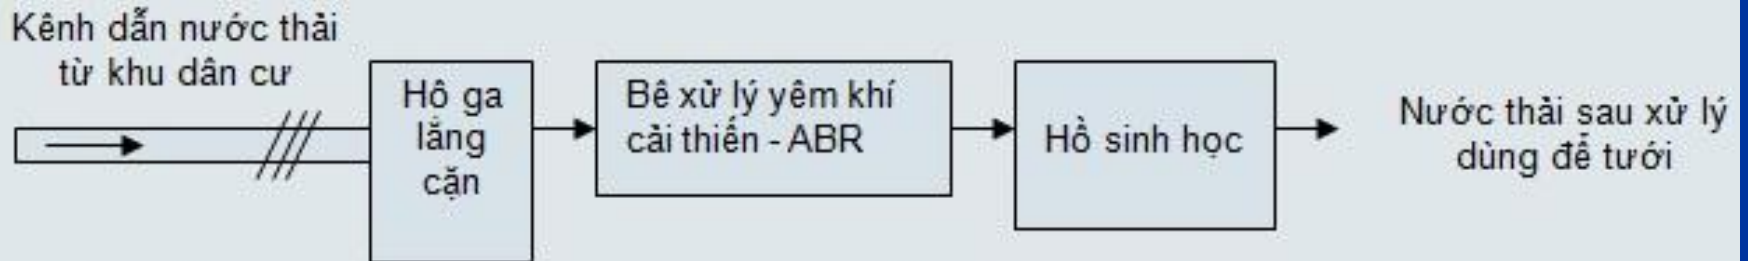 Kênh dẫn nước thải
từ khu dân cư
Hô ga
lắng
cặn
Bê xử lý yêm khí
cải thiến - ABR
Hồ sinh học
Nước thải sau xử lý
dùng để tưới